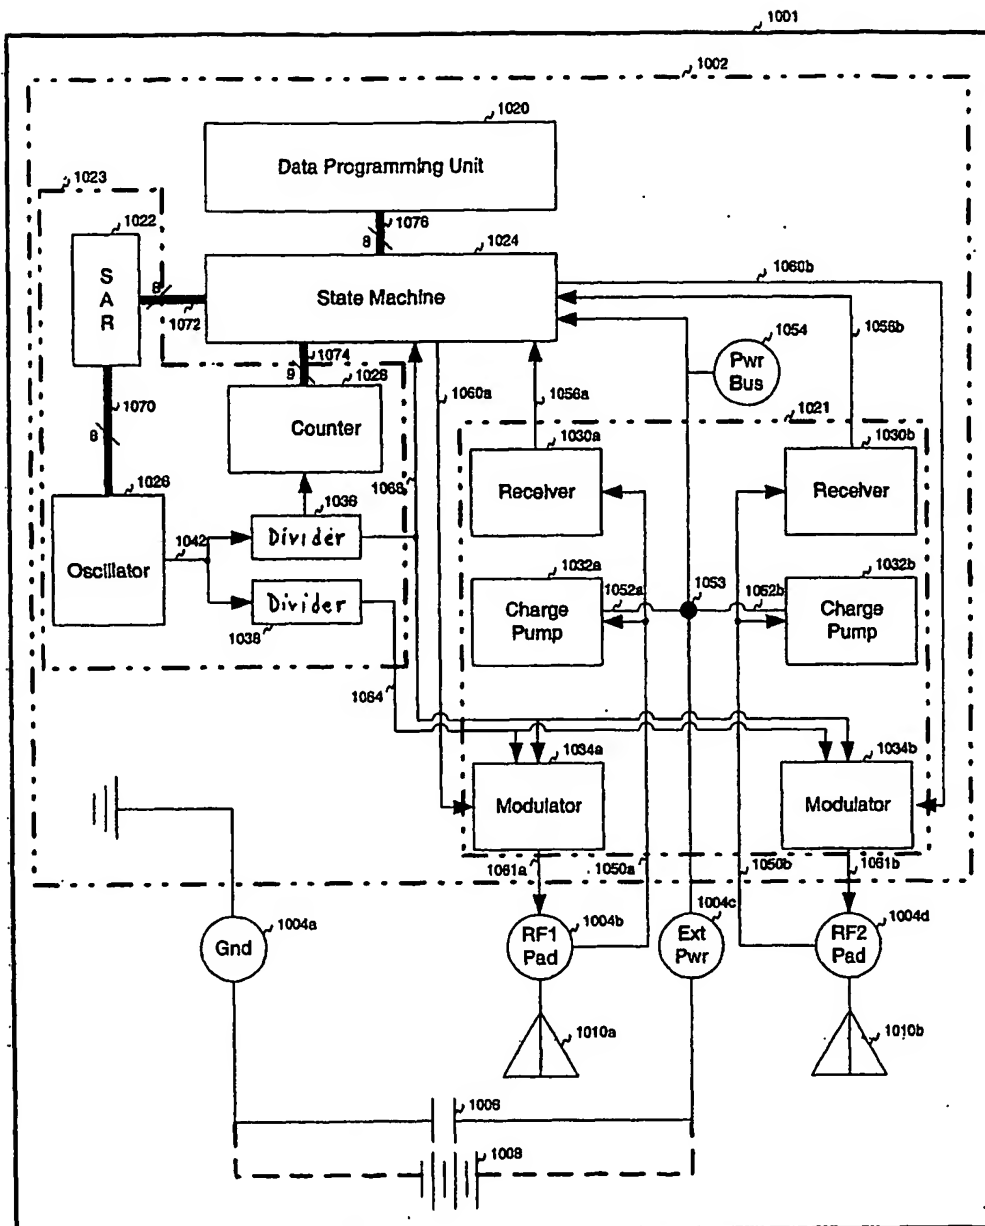 1001
1002
1020
Data Programming Unit
1023
1022
1076
8
1024
S
A
R
8
1072
State Machine
1060b
1074
9
1028
1054
Pwr
Bus
1056b
1070
8
1060a
1056a
1021
Counter
1030a
1030b
1026
1068
Receiver
Receiver
1036
1042
Divider
Oscillator
1032a
1053
1032b
1052a
1052b
Divider
1038
Charge
Pump
Charge
Pump
1064
1034a
1034b
Modulator
Modulator
1061a
1050a
1050b
1061b
1004a
1004b
1004c
1004d
Gnd
RF1
Pad
Ext
Pwr
RF2
Pad
1010a
1010b
1006
1008